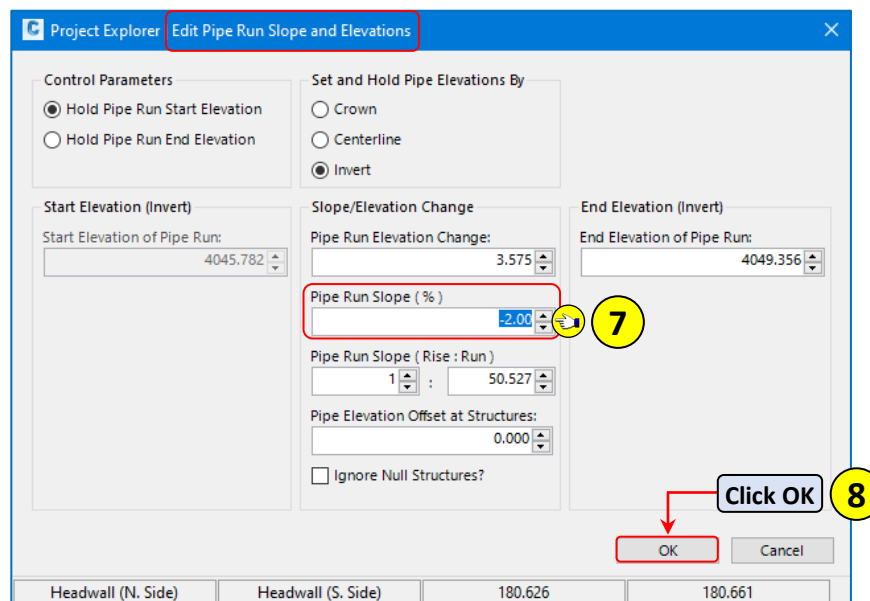 C Project Explorer Edit Pipe Run Slope and Elevations
Control Parameters
Hold Pipe Run Start Elevation
Hold Pipe Run End Elevation
Set and Hold Pipe Elevations By
Crown
Centerline
Invert
Start Elevation (Invert)
Start Elevation of Pipe Run:
4045.782
Slope/Elevation Change
Pipe Run Elevation Change:
3.575
Pipe Run Slope ( % )
-2.00
7
Pipe Run Slope ( Rise : Run )
1 : 50.527
Pipe Elevation Offset at Structures:
0.000
Ignore Null Structures?
End Elevation (Invert)
End Elevation of Pipe Run:
4049.356
Click OK 8
OK Cancel
Headwall (N. Side) Headwall (S. Side) 180.626 180.661